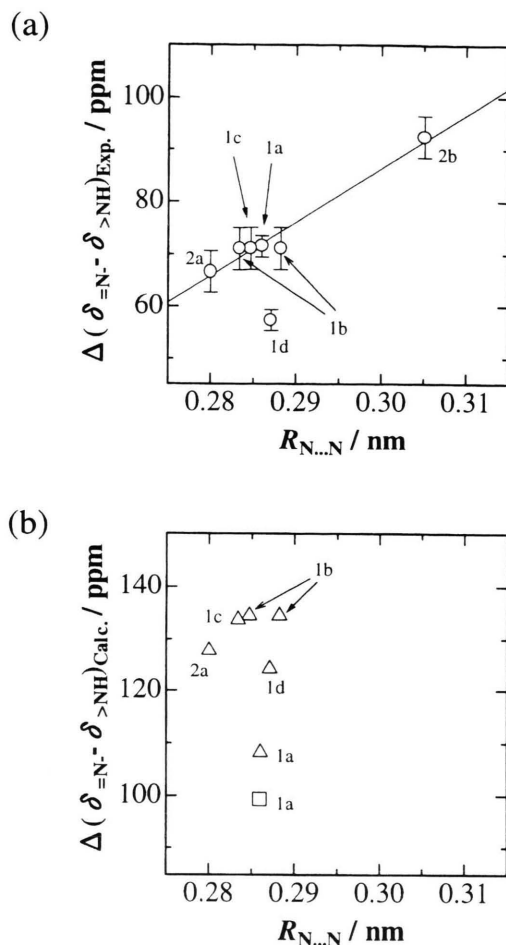 (a)
Δ(δ=N- - δ>NH)Exp. / ppm
100
80
60
1c
1a
2b
2a
1b
1d
0.28 0.29 0.30 0.31
RN...N / nm
(b)
Δ(δ=N- - δ>NH)Calc. / ppm
140
120
100
1b
1c
2a
1d
1a
1a
0.28 0.29 0.30 0.31
RN...N / nm